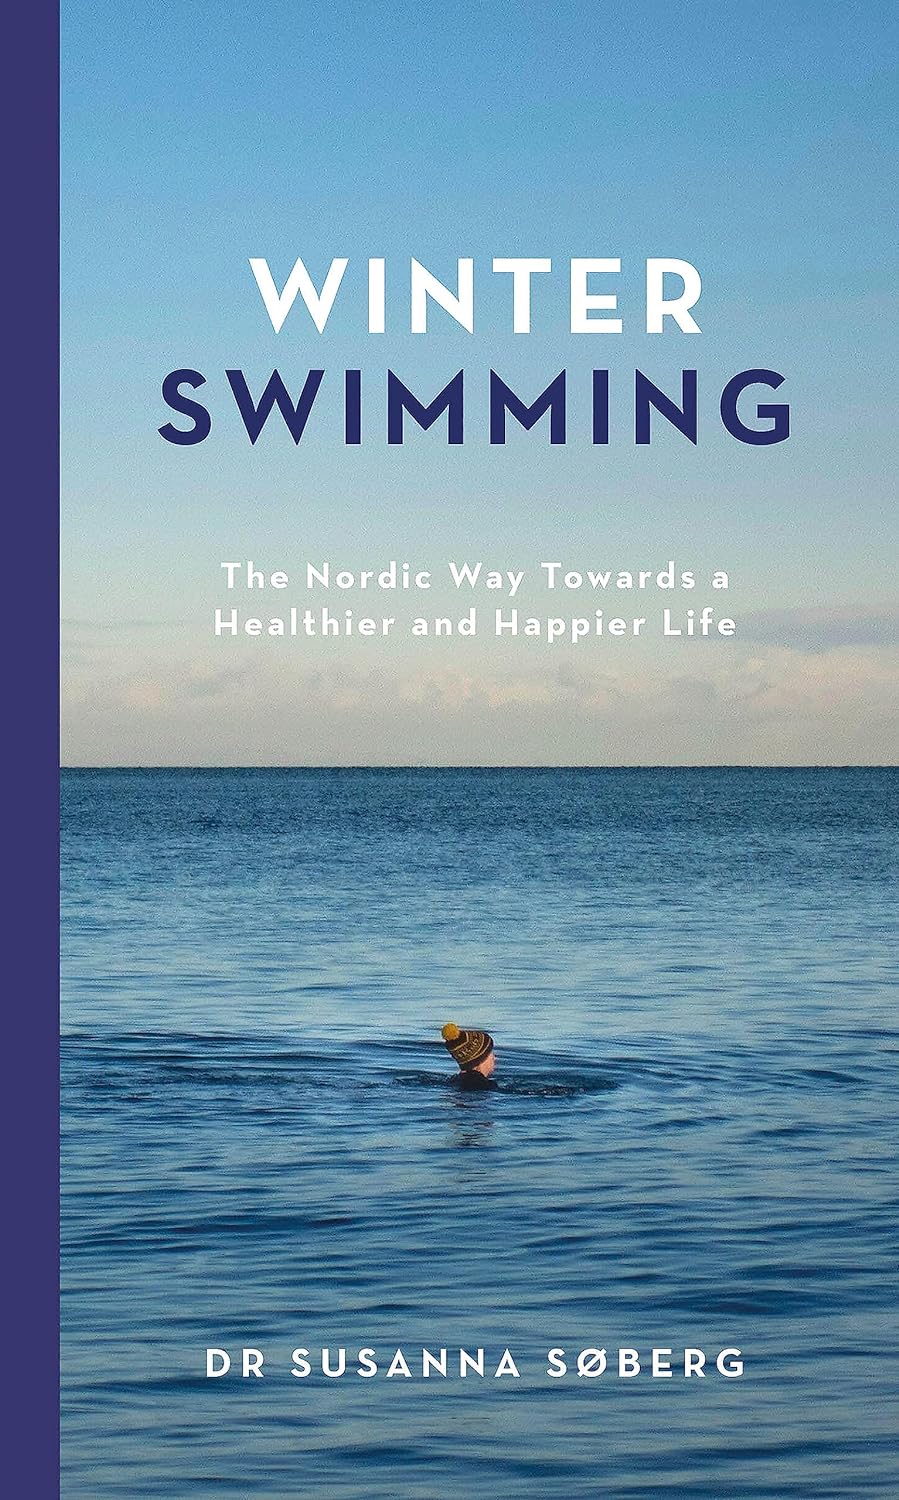 WINTER
SWIMMING
The Nordic Way Towards a
Healthier and Happier Life
DR SUSANNA SØBERG